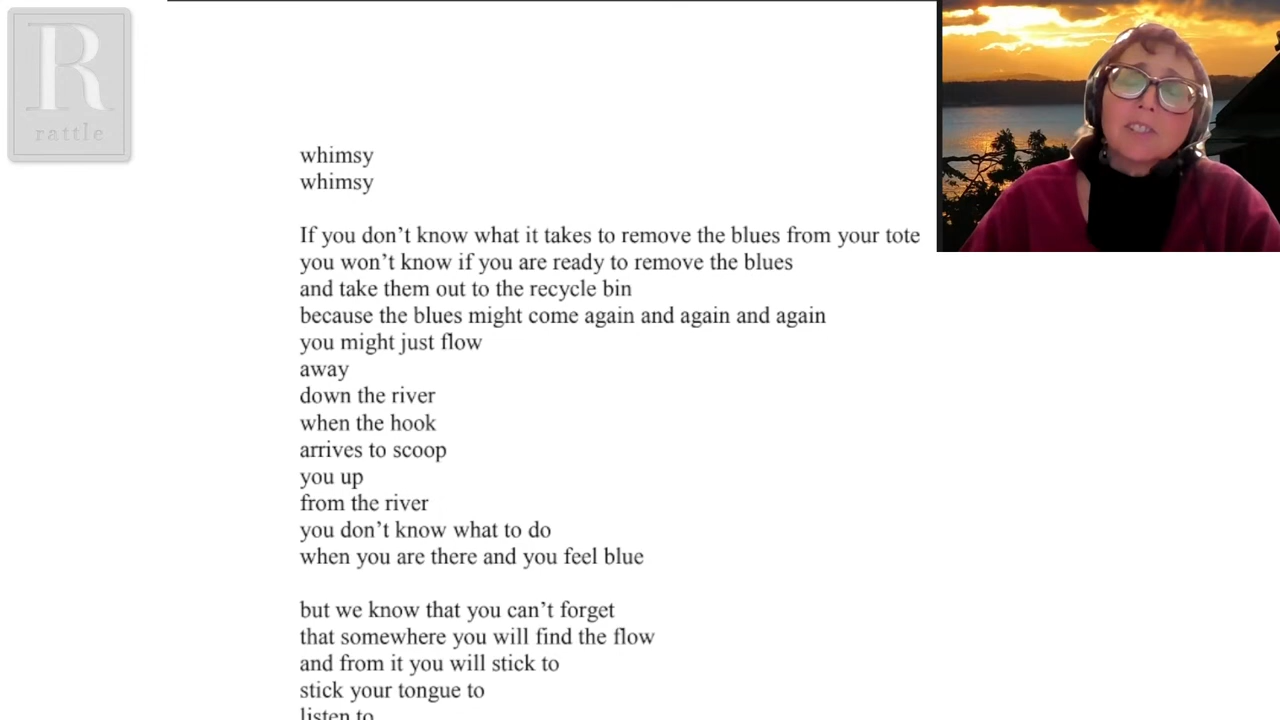 R
rattle
whimsy
whimsy
If you don't know what it takes to remove the blues from your tote
you won't know if you are ready to remove the blues
and take them out to the recycle bin
because the blues might come again and again and again
you might just flow
away
down the river
when the hook
arrives to scoop
you up
from the river
you don't know what to do
when you are there and you feel blue
but we know that you can't forget
that somewhere you will find the flow
and from it you will stick to
stick your tongue to
listen to